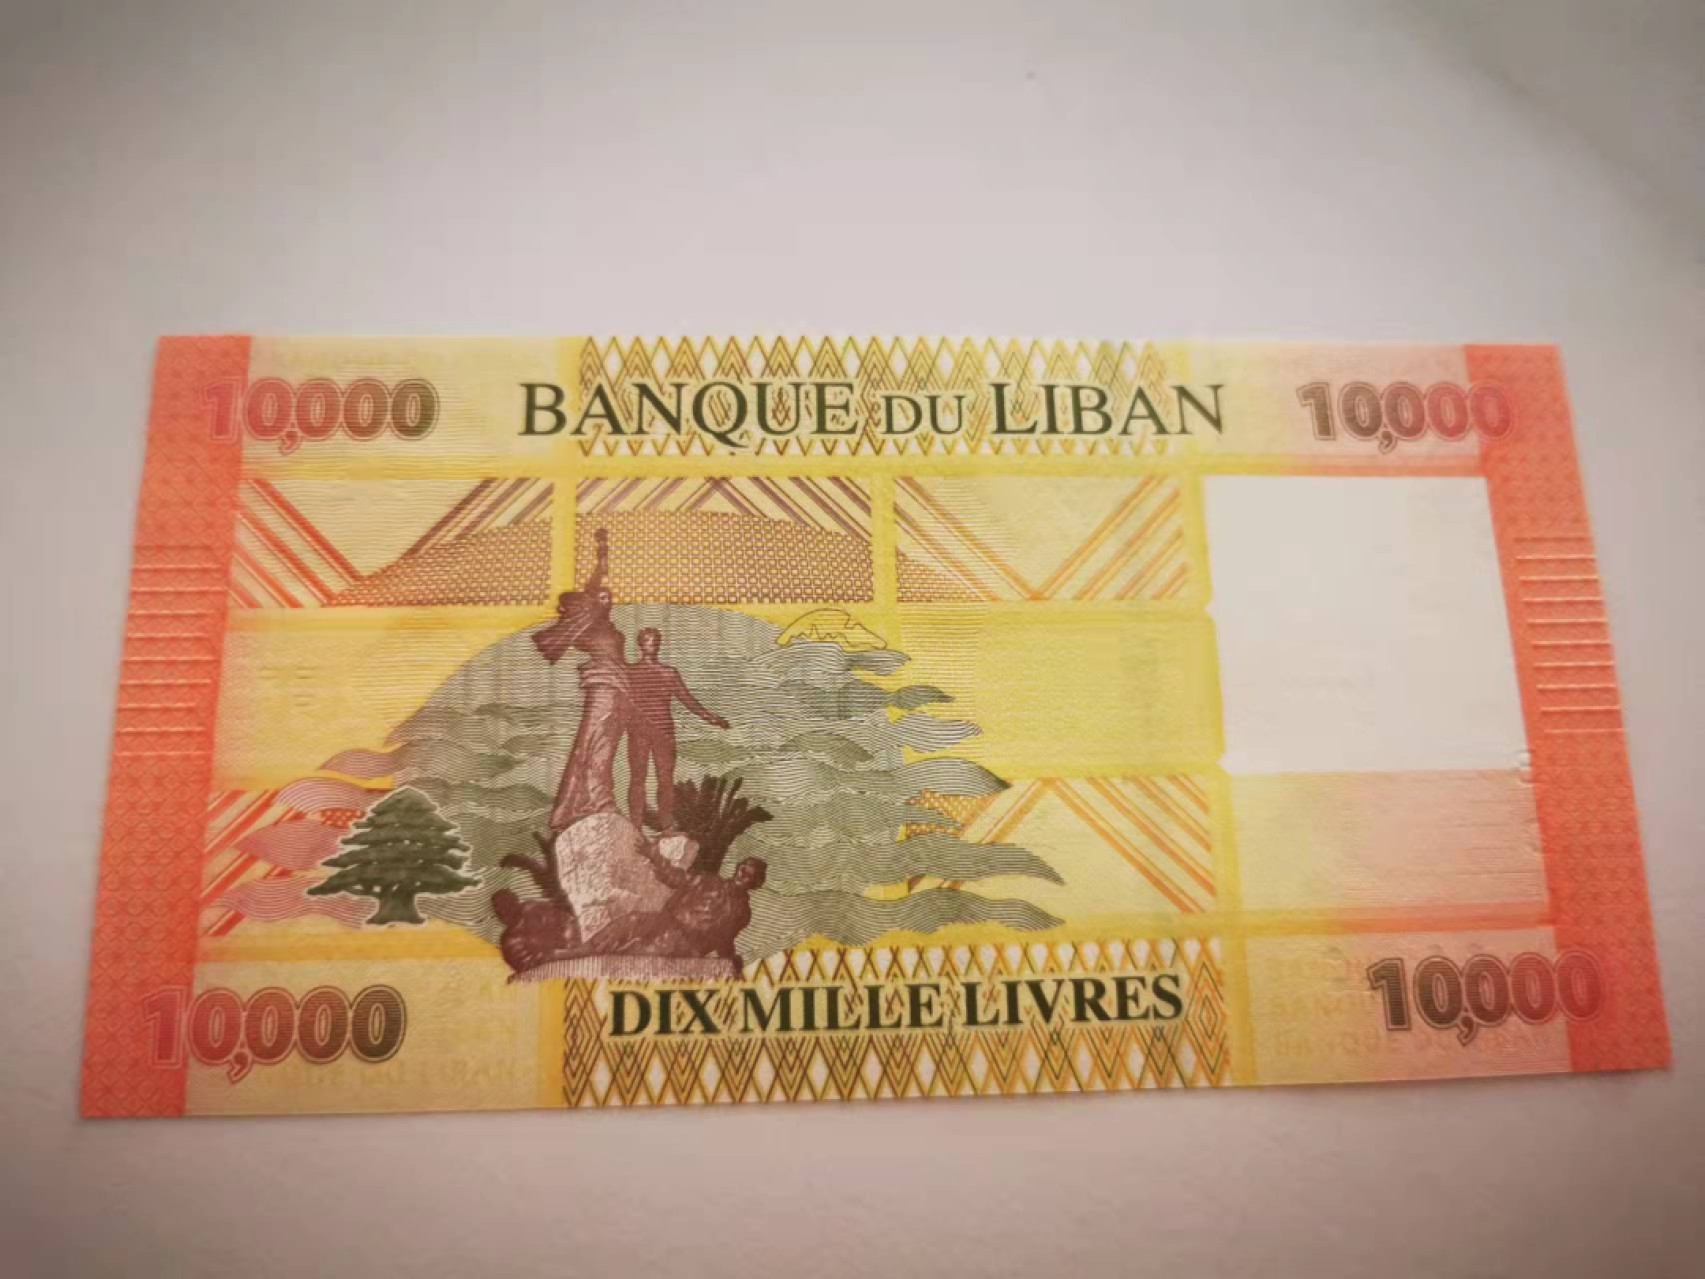 10,000 BANQUE DU LIBAN 10,000
10,000 DIX MILLE LIVRES 10,000